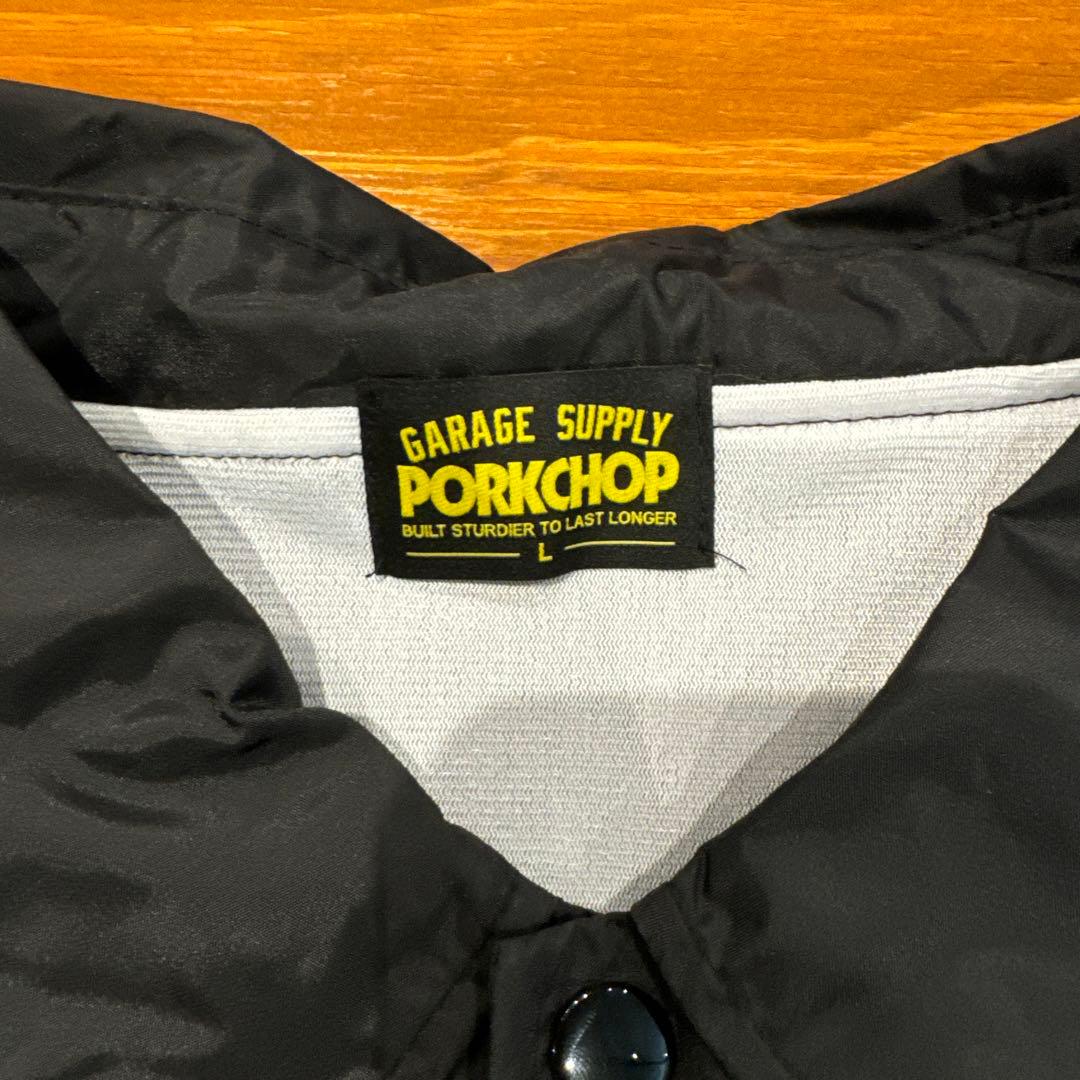 GARAGE SUPPLY
PORKCHOP
BUILT STURDIER TO LAST LONGER
L